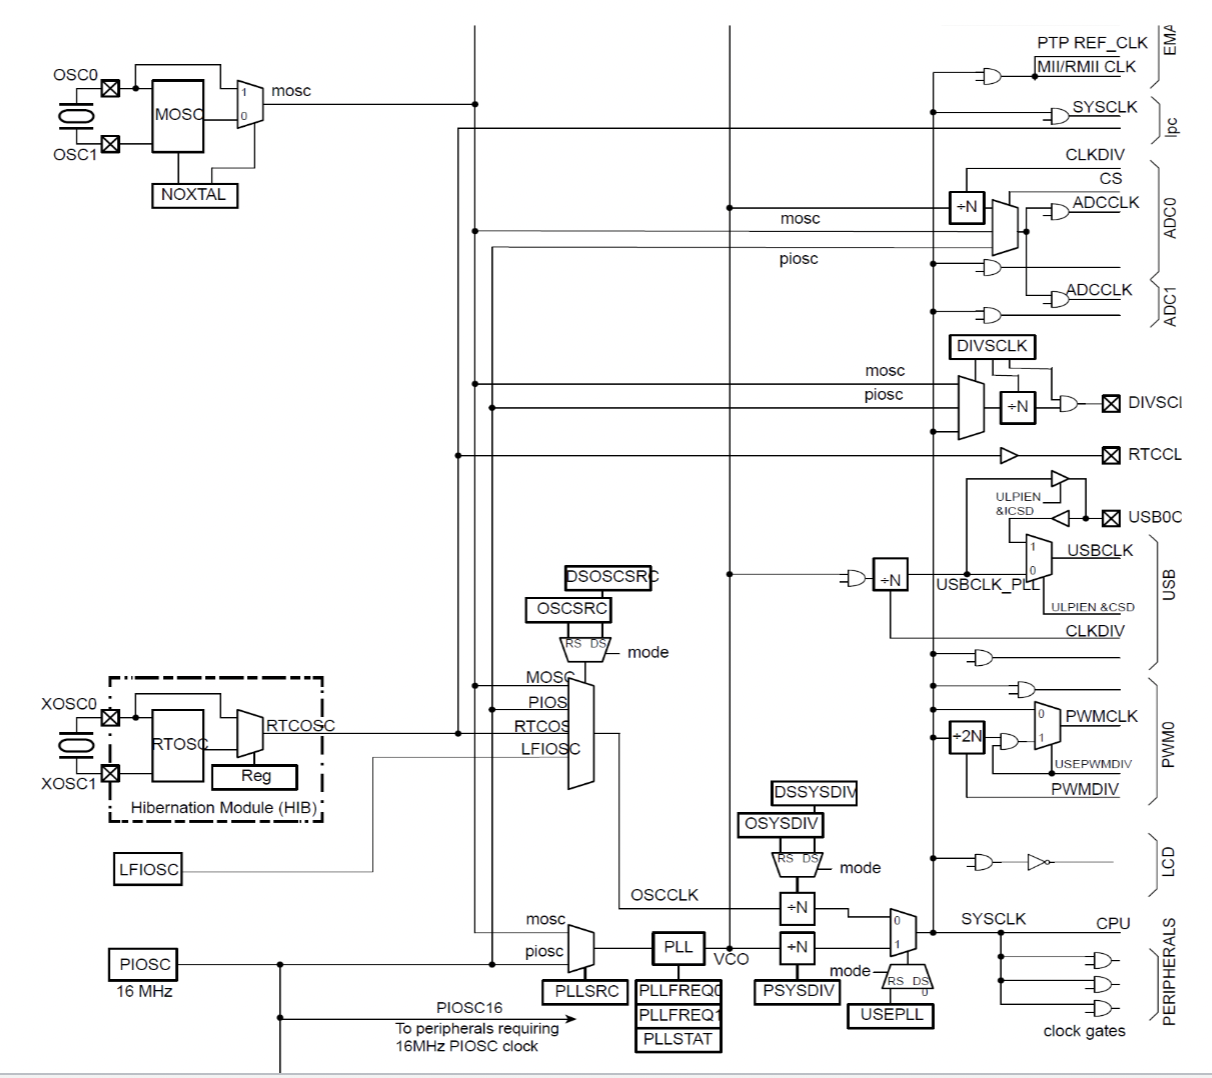 EMA
PTP REF_CLK
MII/RMII CLK
OSC0
mosc
1
MOSC
0
SYSCLK
Ipc
OSC1
CLKDIV
CS
NOXTAL
÷N
ADCCLK
ADC0
mosc
piosc
ADCCLK
ADC1
DIVSCLK
mosc
piosc
÷N
DIVSCL
RTCCL
ULPIEN
&ICSD
USB0C
1
USBCLK
0
÷N
USBCLK_PLL
USB
ULPIEN &CSD
CLKDIV
DSOSCSRC
OSCSRC
RS DS
mode
MOSC
PIOS
RTCOS
LFIOSC
XOSC0
RTCOSC
RTOSC
XOSC1
Reg
Hibernation Module (HIB)
0
PWMCLK
÷2N
1
USEPWMDIV
PWMDIV
PWM0
DSSYSDIV
OSYSDIV
RS DS
mode
LCD
LFIOSC
OSCCLK
÷N
0
SYSCLK
CPU
mosc
piosc
PLL
VCO
÷N
1
PIOSC
16 MHz
mode
RS DS
0
PLLSRC
PLLFREQ0
PLLFREQ1
PLLSTAT
PSYSDIV
USEPLL
PIOSC16
To peripherals requiring
16MHz PIOSC clock
clock gates
PERIPHERALS